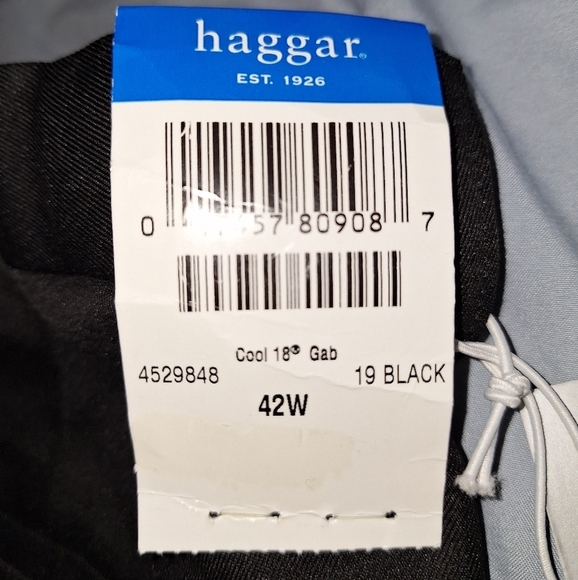 haggar®
EST. 1926
0 57 80908 7
Cool 18® Gab
4529848 19 BLACK
42W